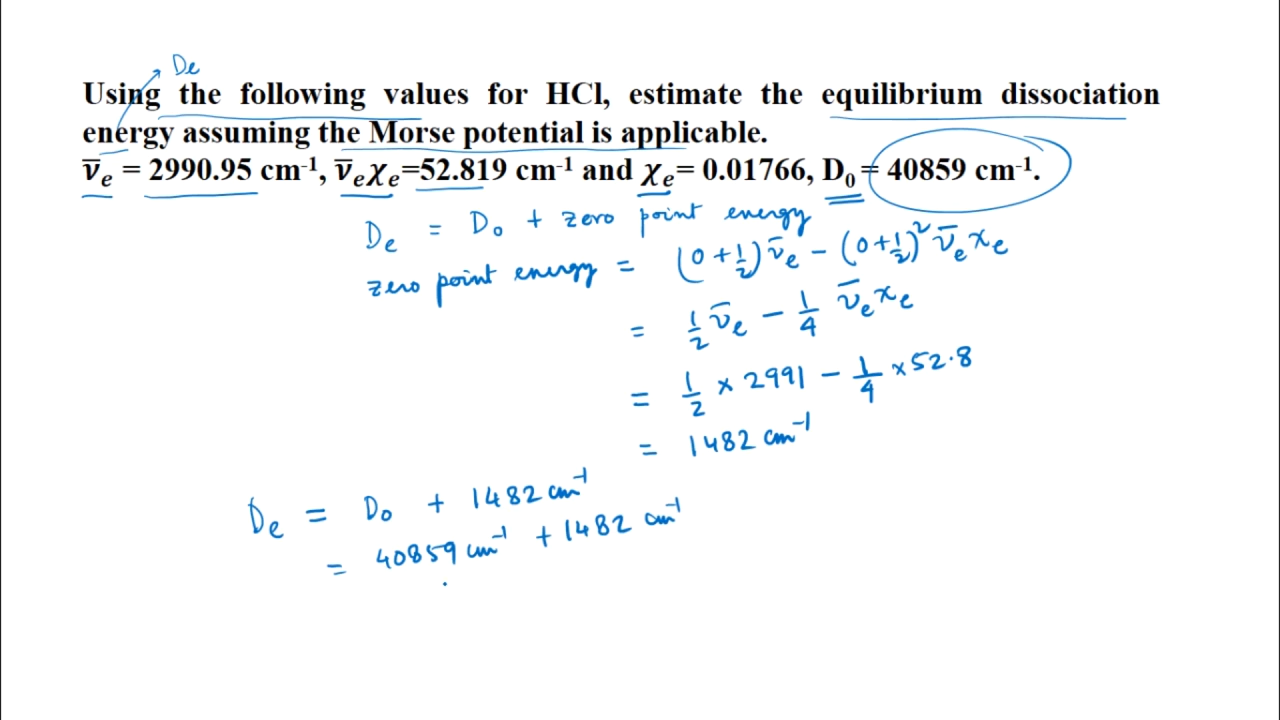 De
Using the following values for HCl, estimate the equilibrium dissociation
energy assuming the Morse potential is applicable.
ν̅e = 2990.95 cm⁻¹, ν̅eχe=52.819 cm⁻¹ and χe= 0.01766, D₀ = 40859 cm⁻¹.
De = D₀ + zero point energy
zero point energy = (0 + 1/2) ν̅e − (0+1/2)² ν̅e xe
= 1/2 ν̅e − 1/4 ν̅e xe
= 1/2 × 2991 − 1/4 × 52.8
= 1482 cm⁻¹
De = D₀ + 1482 cm⁻¹
= 40859 cm⁻¹ + 1482 cm⁻¹